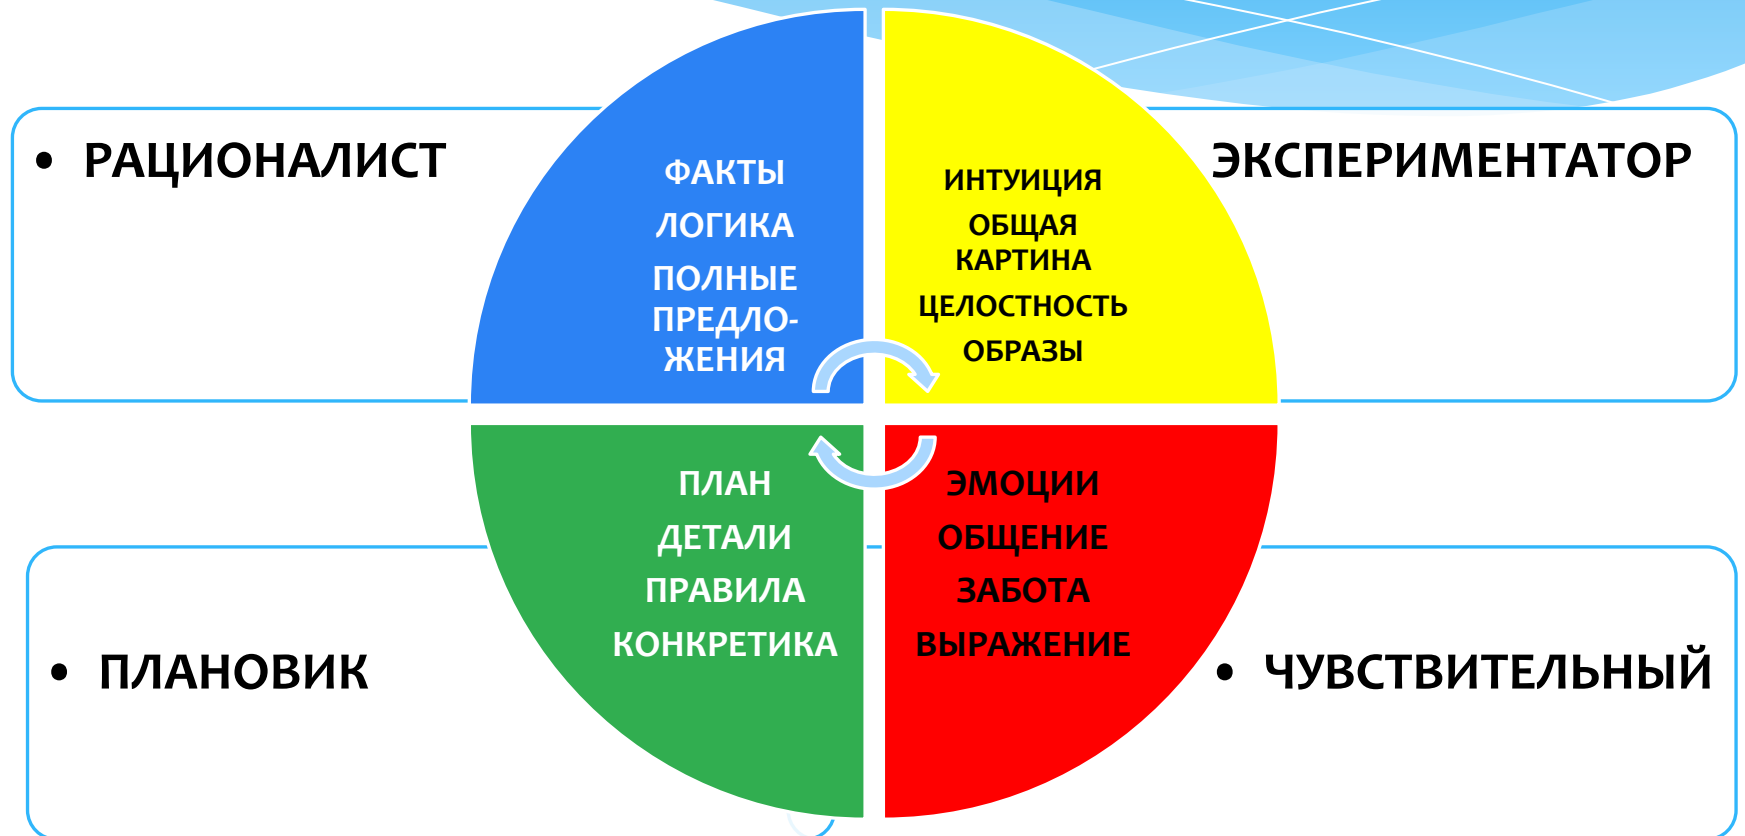 • РАЦИОНАЛИСТ
ФАКТЫ
ЛОГИКА
ПОЛНЫЕ
ПРЕДЛО-
ЖЕНИЯ
ИНТУИЦИЯ
ОБЩАЯ
КАРТИНА
ЦЕЛОСТНОСТЬ
ОБРАЗЫ
ЭКСПЕРИМЕНТАТОР
• ПЛАНОВИК
ПЛАН
ДЕТАЛИ
ПРАВИЛА
КОНКРЕТИКА
ЭМОЦИИ
ОБЩЕНИЕ
ЗАБОТА
ВЫРАЖЕНИЕ
• ЧУВСТВИТЕЛЬНЫЙ